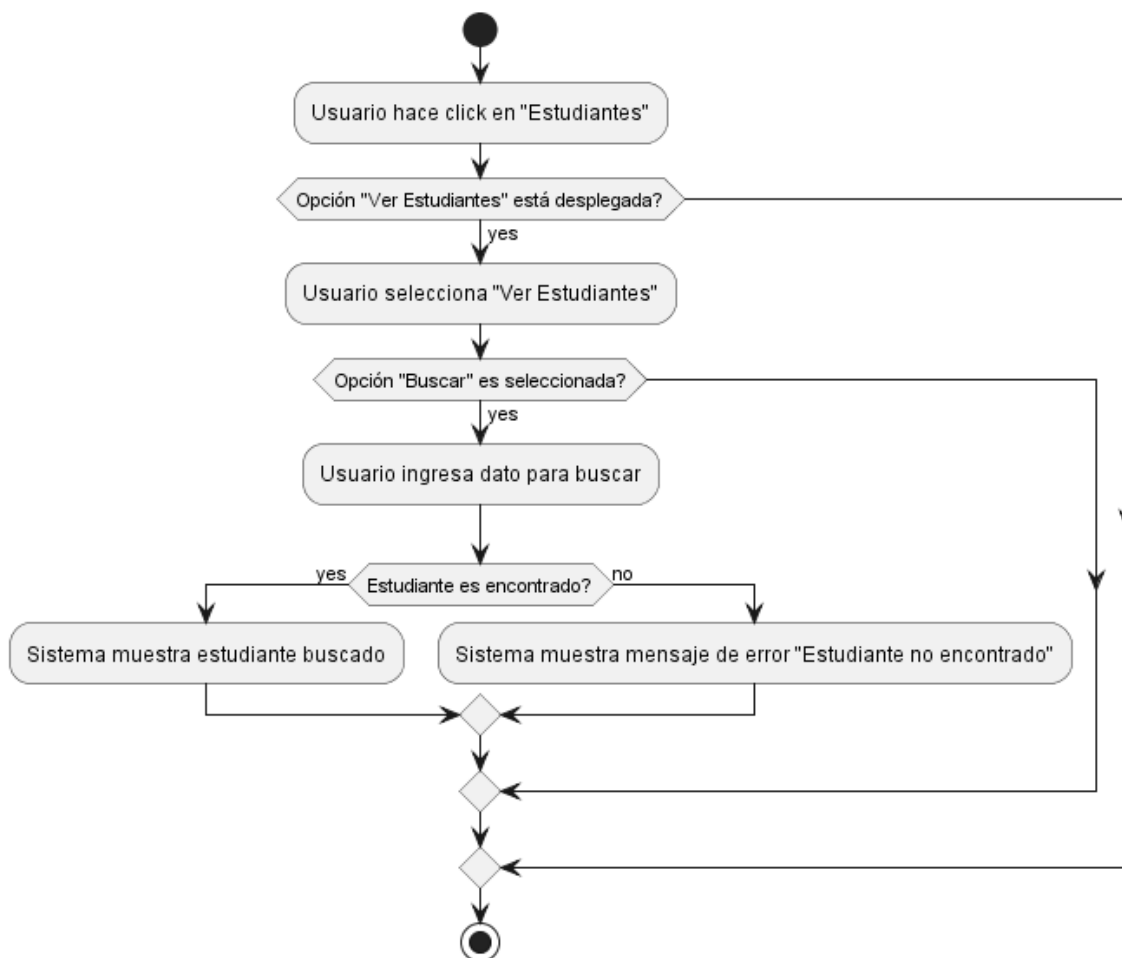 Usuario hace click en "Estudiantes"
Opción "Ver Estudiantes" está desplegada?
yes
Usuario selecciona "Ver Estudiantes"
Opción "Buscar" es seleccionada?
yes
Usuario ingresa dato para buscar
yes
Estudiante es encontrado?
no
Sistema muestra estudiante buscado
Sistema muestra mensaje de error "Estudiante no encontrado"